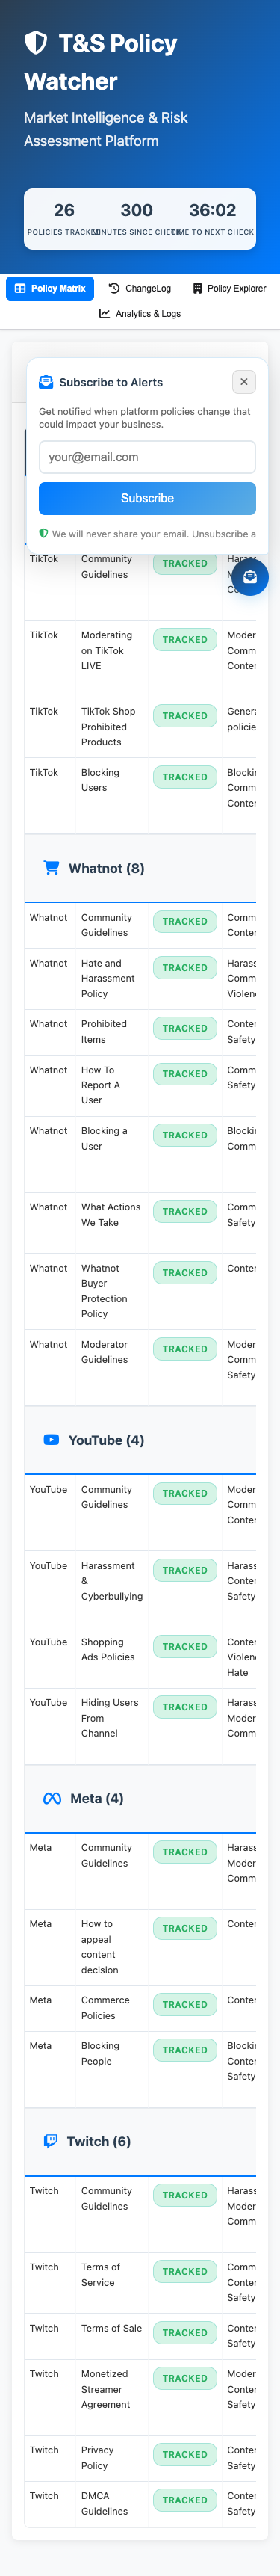 T&S Policy
Watcher
Market Intelligence & Risk
Assessment Platform
26
300
36:02
POLICIES TRACKED
MINUTES SINCE CHECK
TIME TO NEXT CHECK
Policy Matrix
ChangeLog
Policy Explorer
Analytics & Logs
Subscribe to Alerts
Get notified when platform policies change that
could impact your business.
your@email.com
Subscribe
We will never share your email. Unsubscribe a
TikTok Community Guidelines TRACKED Harass
TikTok Moderating on TikTok LIVE TRACKED Moder Comm Conter
TikTok TikTok Shop Prohibited Products TRACKED Genera policie
TikTok Blocking Users TRACKED Blockin Comm Conter
Whatnot (8)
Whatnot Community Guidelines TRACKED Comm Conter
Whatnot Hate and Harassment Policy TRACKED Harass Comm Violenc
Whatnot Prohibited Items TRACKED Conter Safety
Whatnot How To Report A User TRACKED Comm Safety
Whatnot Blocking a User TRACKED Blockin Comm
Whatnot What Actions We Take TRACKED Comm Safety
Whatnot Whatnot Buyer Protection Policy TRACKED Conter
Whatnot Moderator Guidelines TRACKED Moder Comm Safety
YouTube (4)
YouTube Community Guidelines TRACKED Moder Comm Conter
YouTube Harassment & Cyberbullying TRACKED Harass Conter Safety
YouTube Shopping Ads Policies TRACKED Conter Violenc Hate
YouTube Hiding Users From Channel TRACKED Harass Moder Comm
Meta (4)
Meta Community Guidelines TRACKED Harass Moder Comm
Meta How to appeal content decision TRACKED Conter
Meta Commerce Policies TRACKED Conter
Meta Blocking People TRACKED Blockin Conter Safety
Twitch (6)
Twitch Community Guidelines TRACKED Harass Moder Comm
Twitch Terms of Service TRACKED Comm Conter Safety
Twitch Terms of Sale TRACKED Conter Safety
Twitch Monetized Streamer Agreement TRACKED Moder Conter Safety
Twitch Privacy Policy TRACKED Conter Safety
Twitch DMCA Guidelines TRACKED Conter Safety